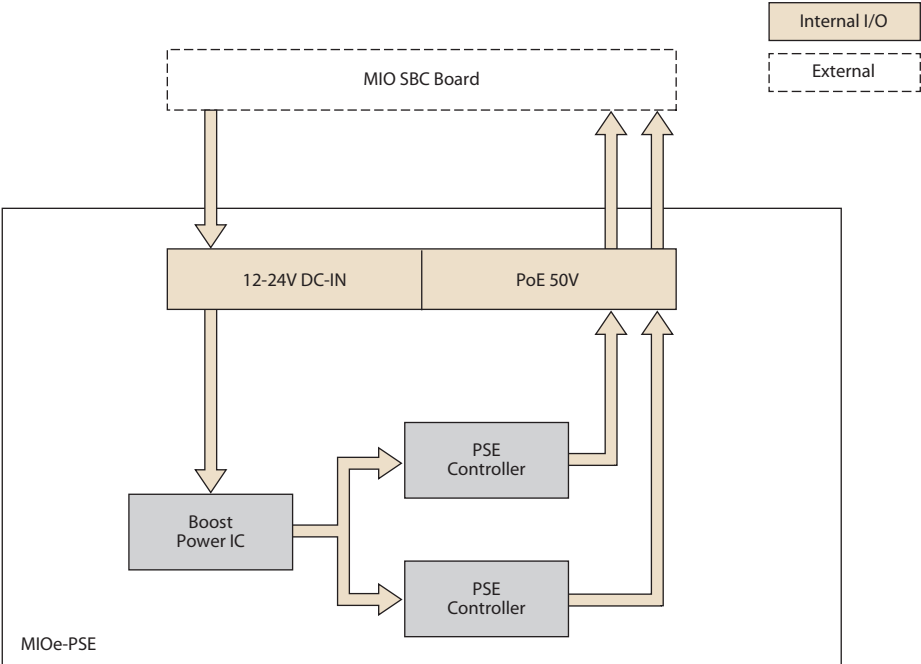 Internal I/O
External
MIO SBC Board
12-24V DC-IN
PoE 50V
PSE
Controller
Boost
Power IC
PSE
Controller
MIOe-PSE